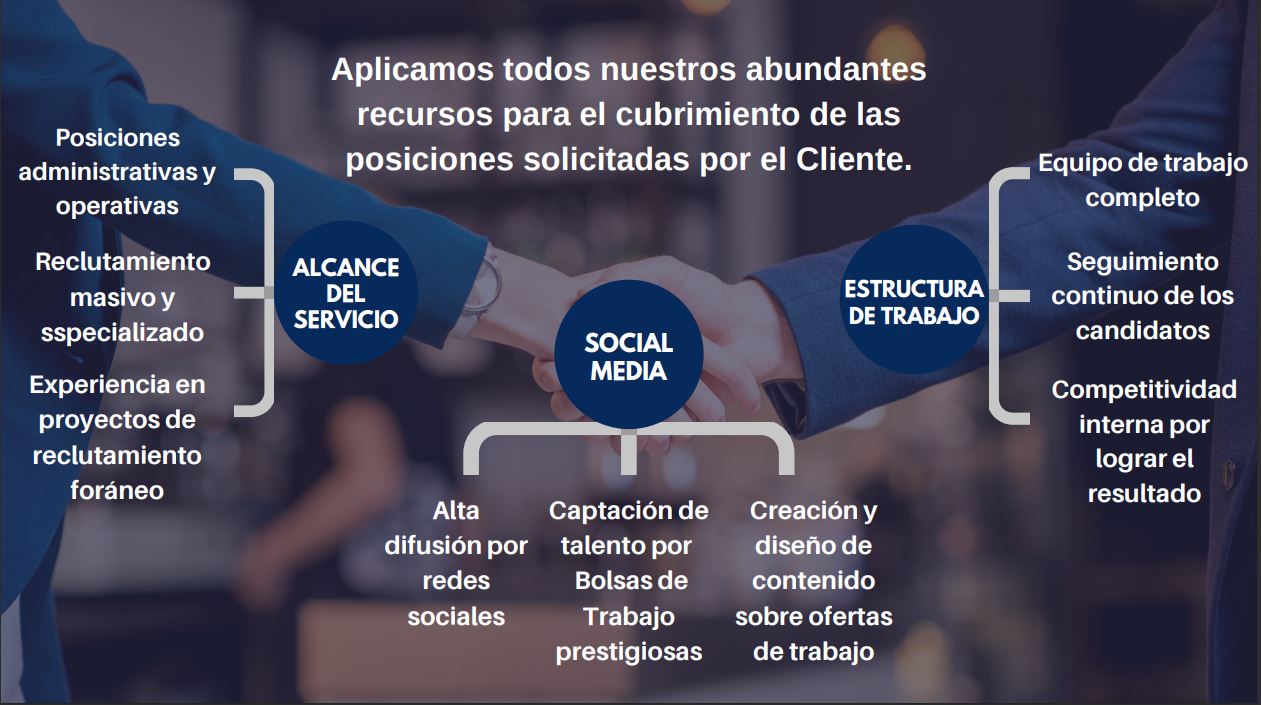 Aplicamos todos nuestros abundantes
recursos para el cubrimiento de las
posiciones solicitadas por el Cliente.
Posiciones
administrativas y
operativas
Reclutamiento
masivo y
sspecializado
Experiencia en
proyectos de
reclutamiento
foráneo
ALCANCE
DEL
SERVICIO
SOCIAL
MEDIA
Alta
difusión por
redes
sociales
Captación de
talento por
Bolsas de
Trabajo
prestigiosas
Creación y
diseño de
contenido
sobre ofertas
de trabajo
ESTRUCTURA
DE TRABAJO
Equipo de trabajo
completo
Seguimiento
continuo de los
candidatos
Competitividad
interna por
lograr el
resultado